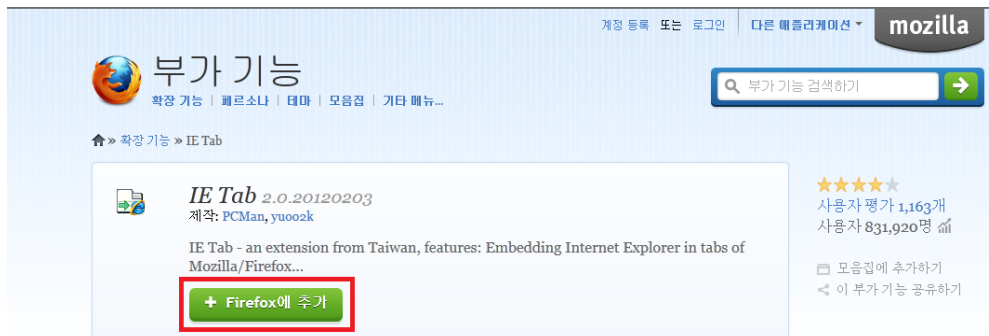 계정 등록 또는 로그인 다른 애플리케이션 mozilla
부가 기능
확장 기능 | 페르소나 | 테마 | 모음집 | 기타 메뉴...
부가 기능 검색하기
» 확장 기능 » IE Tab
IE Tab 2.0.20120203
제작: PCMan, yuoo2k
IE Tab - an extension from Taiwan, features: Embedding Internet Explorer in tabs of
Mozilla/Firefox...
+ Firefox에 추가
사용자 평가 1,163개
사용자 831,920명
모음집에 추가하기
이 부가 기능 공유하기